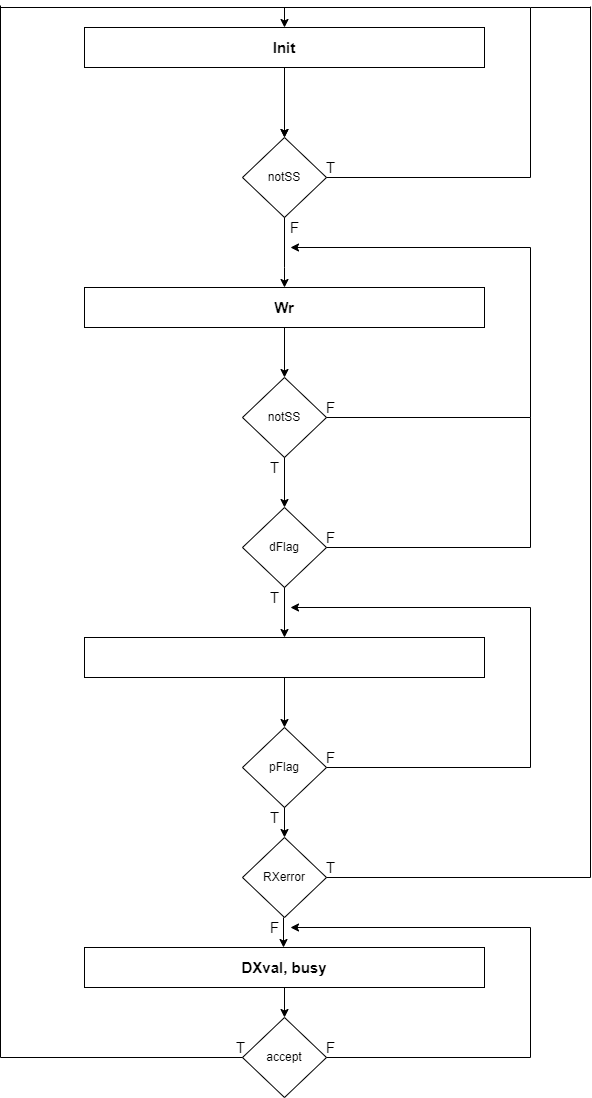 Init
notSS
T
F
Wr
notSS
F
T
dFlag
F
T
pFlag
F
T
RXerror
T
F
DXval, busy
T
accept
F